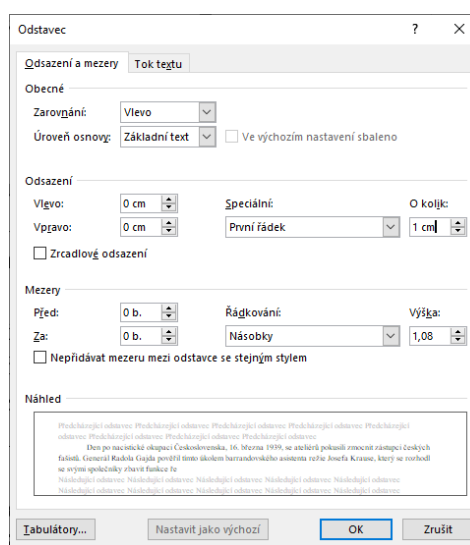 Odstavec ? ×
Odsazení a mezery Tok textu
Obecné
Zarovnání: Vlevo
Úroveň osnovy: Základní text Ve výchozím nastavení sbaleno
Odsazení
Vlevo: 0 cm Speciální: O kolik:
Vpravo: 0 cm První řádek 1 cm
Zrcadlové odsazení
Mezery
Před: 0 b. Řádkování: Výška:
Za: 0 b. Násobky 1,08
Nepřidávat mezeru mezi odstavce se stejným stylem
Náhled
Předcházející odstavec Předcházející odstavec Předcházející odstavec Předcházející odstavec Předcházející
odstavec Předcházející odstavec Předcházející odstavec
Den po nacistické okupaci Československa, 16. března 1939, se ateliérů pokusili zmocnit zástupci českých
fašistů. Generál Radola Gajda pověřil tímto úkolem barrandovského asistenta režie Josefa Krause, který se rozhodl
se svými společníky zbavit funkce ře
Následující odstavec Následující odstavec Následující odstavec Následující odstavec Následující odstavec
Následující odstavec Následující odstavec Následující odstavec Následující odstavec Následující odstavec
Tabulátory... Nastavit jako výchozí OK Zrušit